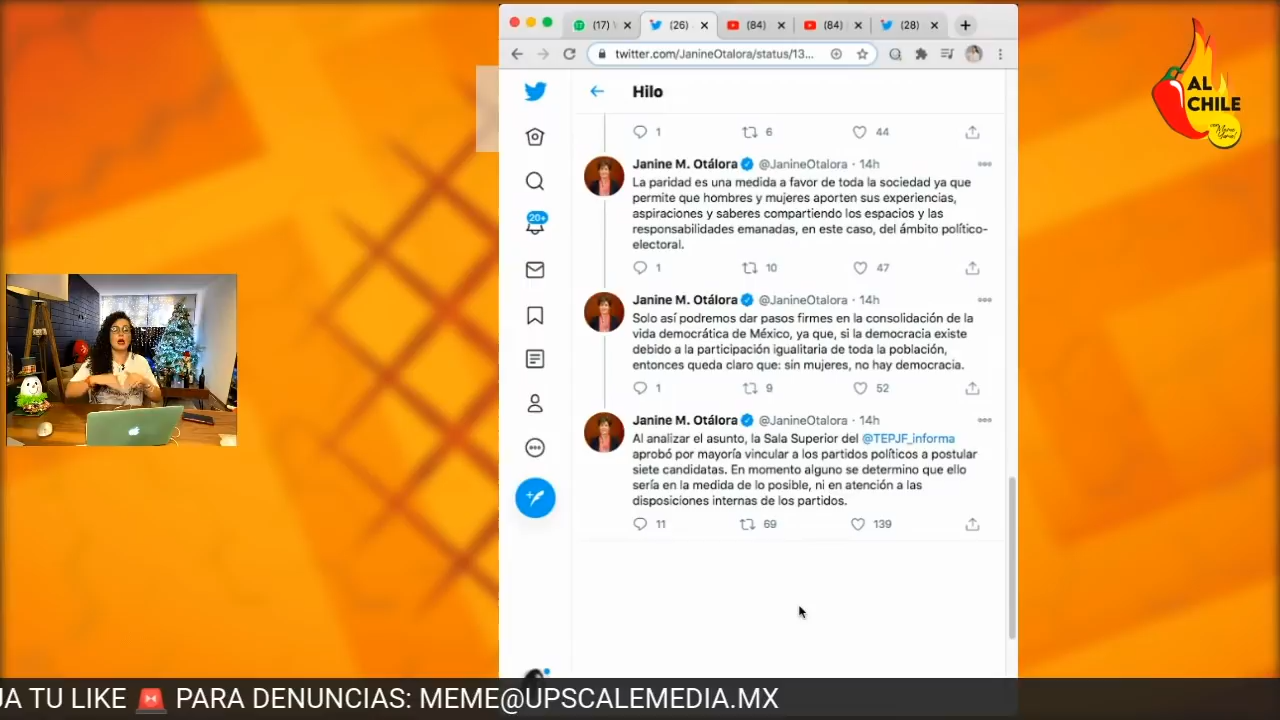 (17)
(26)
(84)
(84)
(28)
twitter.com/JanineOtalora/status/13...
Hilo
1 6 44
Janine M. Otálora @JanineOtalora · 14h
La paridad es una medida a favor de toda la sociedad ya que
permite que hombres y mujeres aporten sus experiencias,
aspiraciones y saberes compartiendo los espacios y las
responsabilidades emanadas, en este caso, del ámbito político-
electoral.
1 10 47
Janine M. Otálora @JanineOtalora · 14h
Solo así podremos dar pasos firmes en la consolidación de la
vida democrática de México, ya que, si la democracia existe
debido a la participación igualitaria de toda la población,
entonces queda claro que: sin mujeres, no hay democracia.
1 9 52
Janine M. Otálora @JanineOtalora · 14h
Al analizar el asunto, la Sala Superior del @TEPJF_informa
aprobó por mayoría vincular a los partidos políticos a postular
siete candidatas. En momento alguno se determino que ello
sería en la medida de lo posible, ni en atención a las
disposiciones internas de los partidos.
11 69 139
20+
AL
CHILE
JA TU LIKE 🚨 PARA DENUNCIAS: MEME@UPSCALEMEDIA.MX